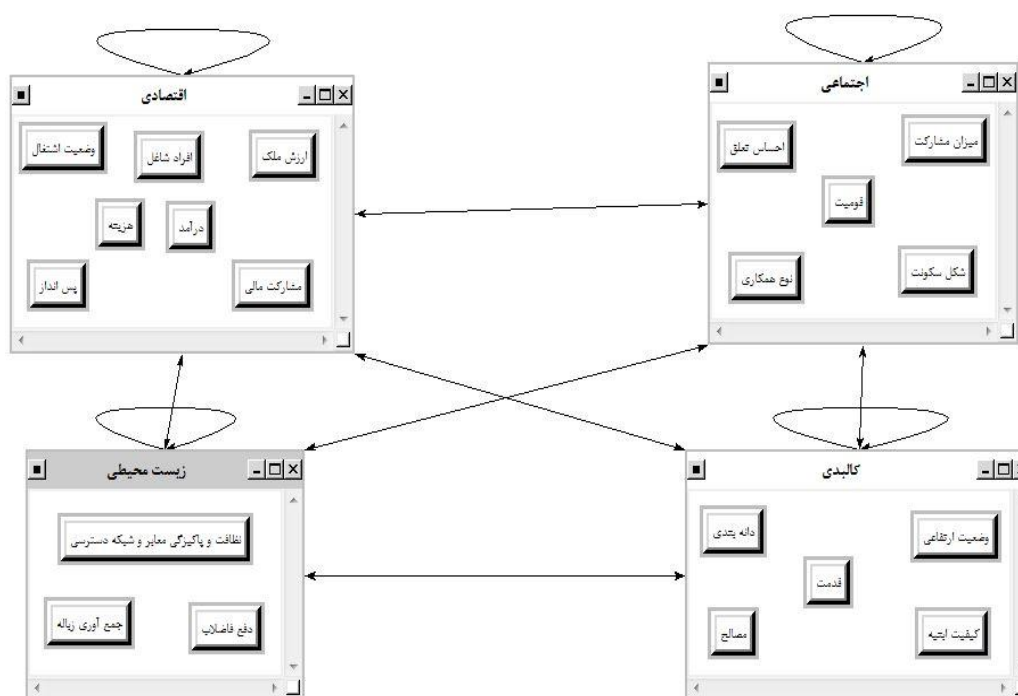 اجتماعی
میزان مشارکت
احساس تعلق
قومیت
شکل سکونت
نوع همکاری
اقتصادی
ارزش ملک
افراد شاغل
وضعیت اشتغال
درآمد
هزینه
مشارکت مالی
پس انداز
کالبدی
وضعیت ارتفاعی
دانه بندی
قدمت
کیفیت ابنیه
مصالح
زیست محیطی
نظافت و پاکیزگی معابر و شبکه دسترسی
دفع فاضلاب
جمع آوری زباله